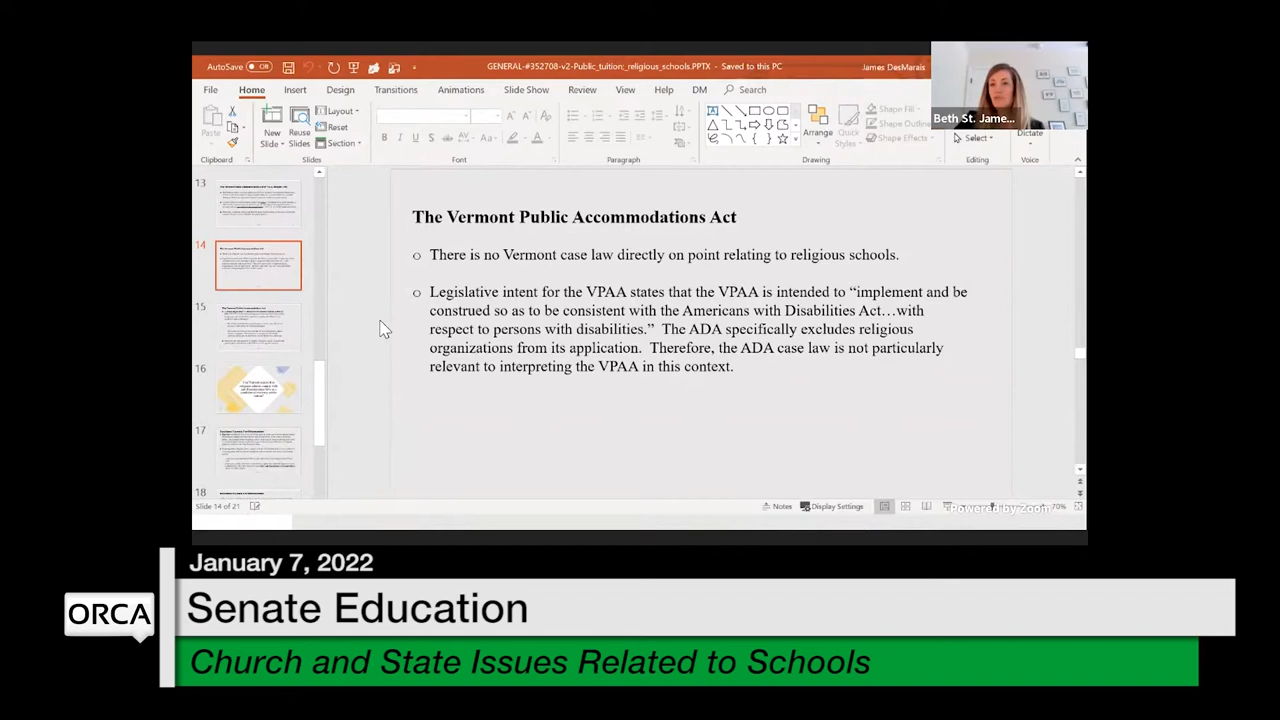 AutoSave Off
GENERAL-#352708-v2-Public_tuition;_religious_schools.PPTX - Saved to this PC
James DesMarais
File Home Insert Design Transitions Animations Slide Show Review View Help DM Search
Beth St. Jame...
Paste
New Slide
Reuse Slides
Layout
Reset
Section
Arrange
Quick Styles
Shape Fill
Shape Outline
Shape Effects
Select
Dictate
Clipboard Slides Font Paragraph Drawing Editing Voice
13
14
15
16
17
18
The Vermont Public Accommodations Act
There is no Vermont case law directly on point relating to religious schools.
Legislative intent for the VPAA states that the VPAA is intended to “implement and be
construed so as to be consistent with the Americans with Disabilities Act…with
respect to persons with disabilities.” The ADA specifically excludes religious
organizations from its application. Therefore, the ADA case law is not particularly
relevant to interpreting the VPAA in this context.
Slide 14 of 21
Notes Display Settings 70%
Powered by Zoom
January 7, 2022
ORCA
Senate Education
Church and State Issues Related to Schools